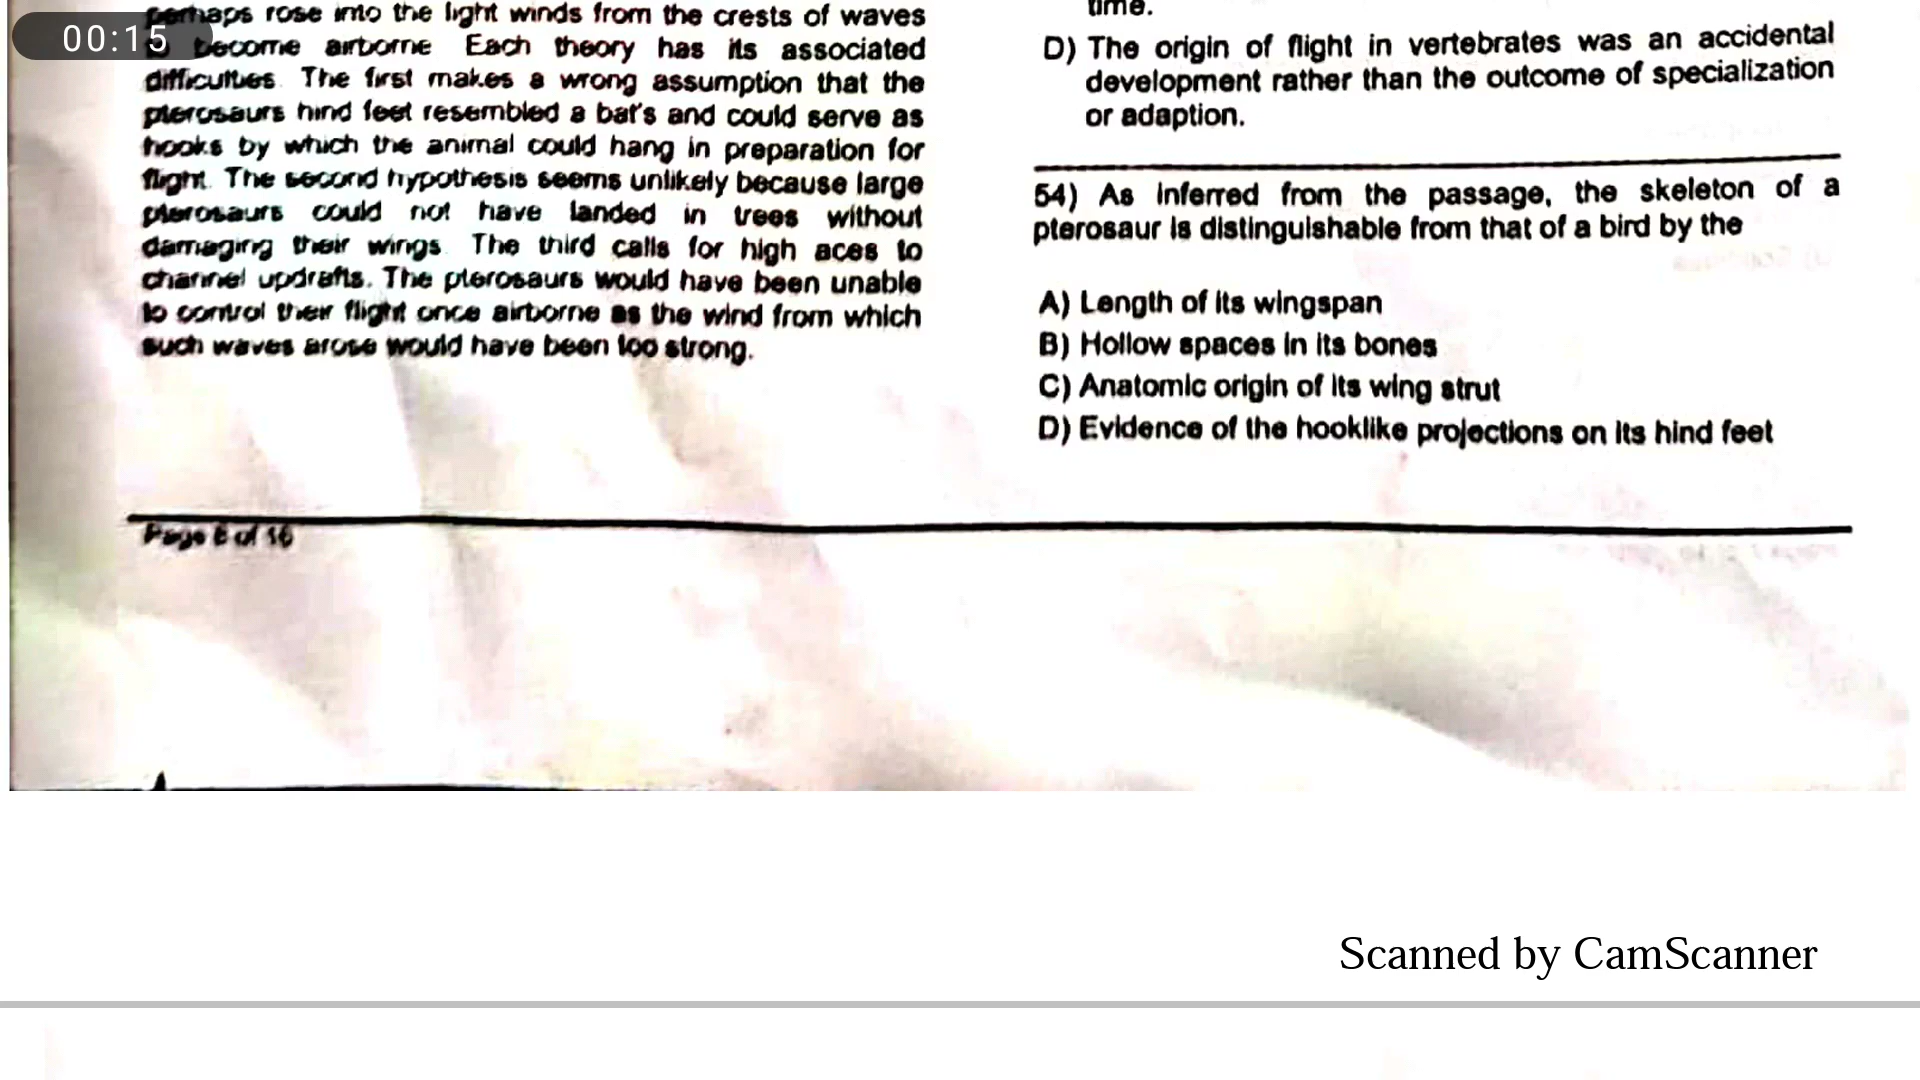 00:15
perhaps rose into the light winds from the crests of waves
to become airborne Each theory has its associated
difficulties. The first makes a wrong assumption that the
pterosaurs hind feet resembled a bat's and could serve as
hooks by which the animal could hang in preparation for
flight. The second hypothesis seems unlikely because large
pterosaurs could not have landed in trees without
damaging their wings. The third calls for high aces to
channel updrafts. The pterosaurs would have been unable
to control their flight once airborne as the wind from which
such waves arose would have been too strong.
Page 8 of 16
time.
D) The origin of flight in vertebrates was an accidental
development rather than the outcome of specialization
or adaption.
54) As inferred from the passage, the skeleton of a
pterosaur is distinguishable from that of a bird by the
A) Length of its wingspan
B) Hollow spaces in its bones
C) Anatomic origin of its wing strut
D) Evidence of the hooklike projections on its hind feet
Scanned by CamScanner